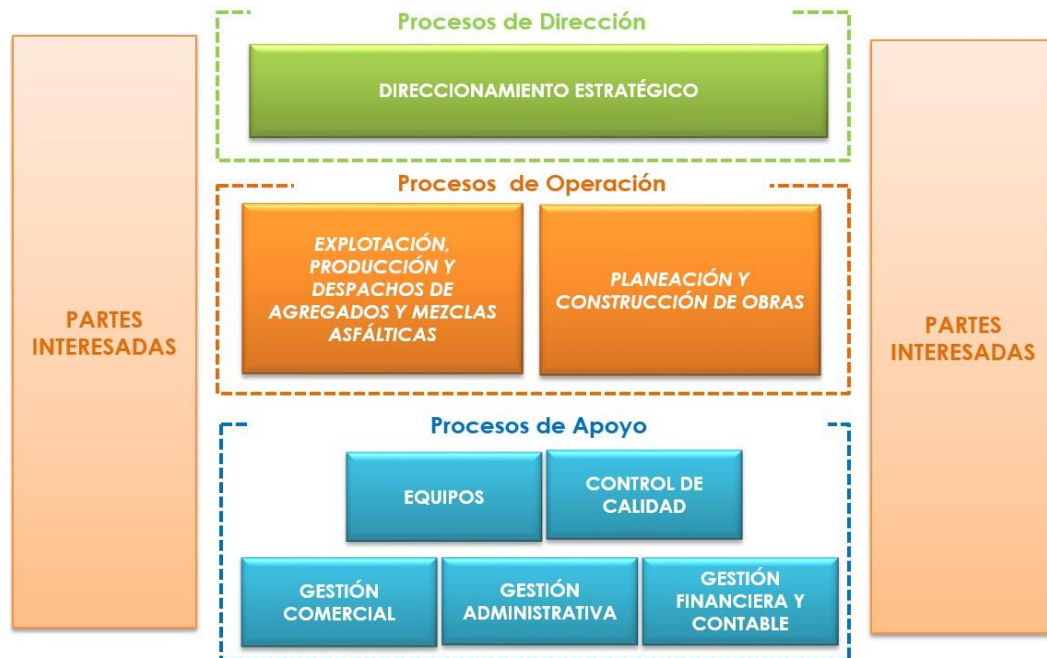 Procesos de Dirección
DIRECCIONAMIENTO ESTRATÉGICO
PARTES
INTERESADAS
Procesos de Operación
EXPLOTACIÓN,
PRODUCCIÓN Y
DESPACHOS DE
AGREGADOS Y MEZCLAS
ASFÁLTICAS
PLANEACIÓN Y
CONSTRUCCIÓN DE OBRAS
PARTES
INTERESADAS
Procesos de Apoyo
EQUIPOS
CONTROL DE
CALIDAD
GESTIÓN
COMERCIAL
GESTIÓN
ADMINISTRATIVA
GESTIÓN
FINANCIERA Y
CONTABLE